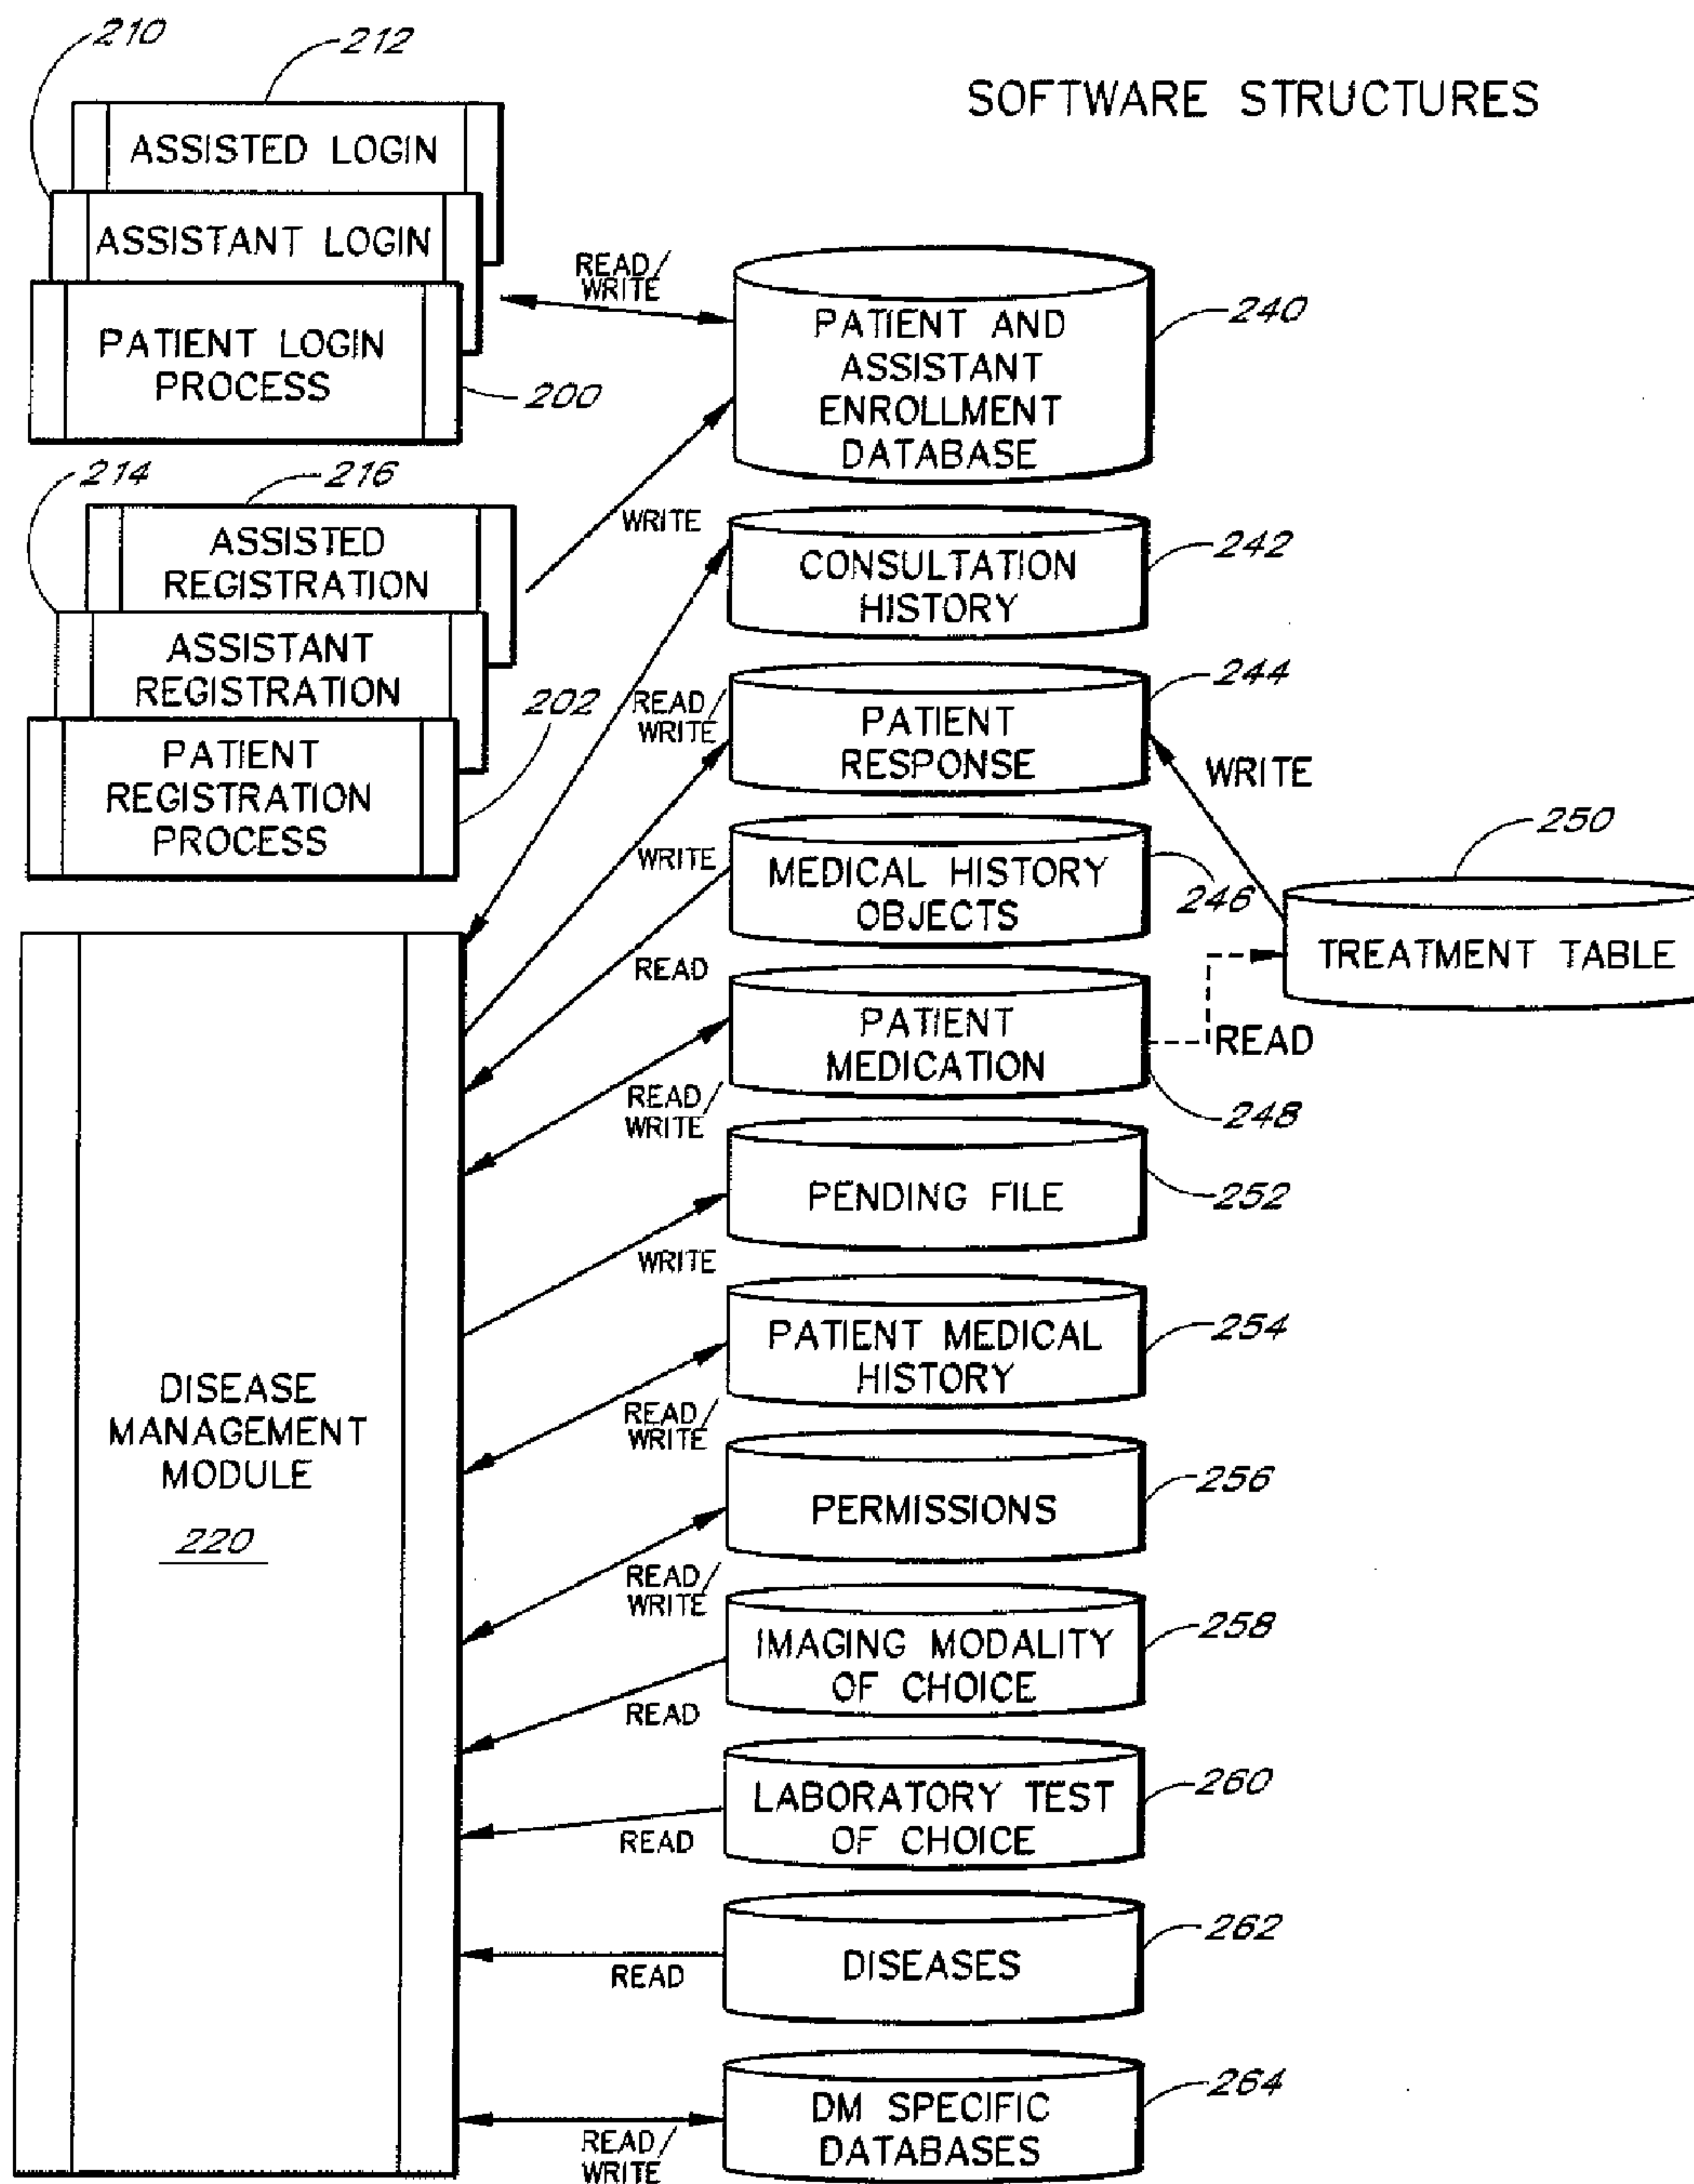 SOFTWARE STRUCTURES
210
212
ASSISTED LOGIN
ASSISTANT LOGIN
PATIENT LOGIN
PROCESS
200
READ/
WRITE
PATIENT AND
ASSISTANT
ENROLLMENT
DATABASE
240
214
216
ASSISTED
REGISTRATION
ASSISTANT
REGISTRATION
PATIENT
REGISTRATION
PROCESS
202
WRITE
CONSULTATION
HISTORY
242
READ/
WRITE
PATIENT
RESPONSE
244
WRITE
WRITE
MEDICAL HISTORY
OBJECTS
246
250
TREATMENT TABLE
READ
PATIENT
MEDICATION
248
READ
READ/
WRITE
PENDING FILE
252
WRITE
PATIENT MEDICAL
HISTORY
254
DISEASE
MANAGEMENT
MODULE
220
READ/
WRITE
PERMISSIONS
256
READ/
WRITE
IMAGING MODALITY
OF CHOICE
258
READ
LABORATORY TEST
OF CHOICE
260
READ
DISEASES
262
READ
DM SPECIFIC
DATABASES
264
READ/
WRITE